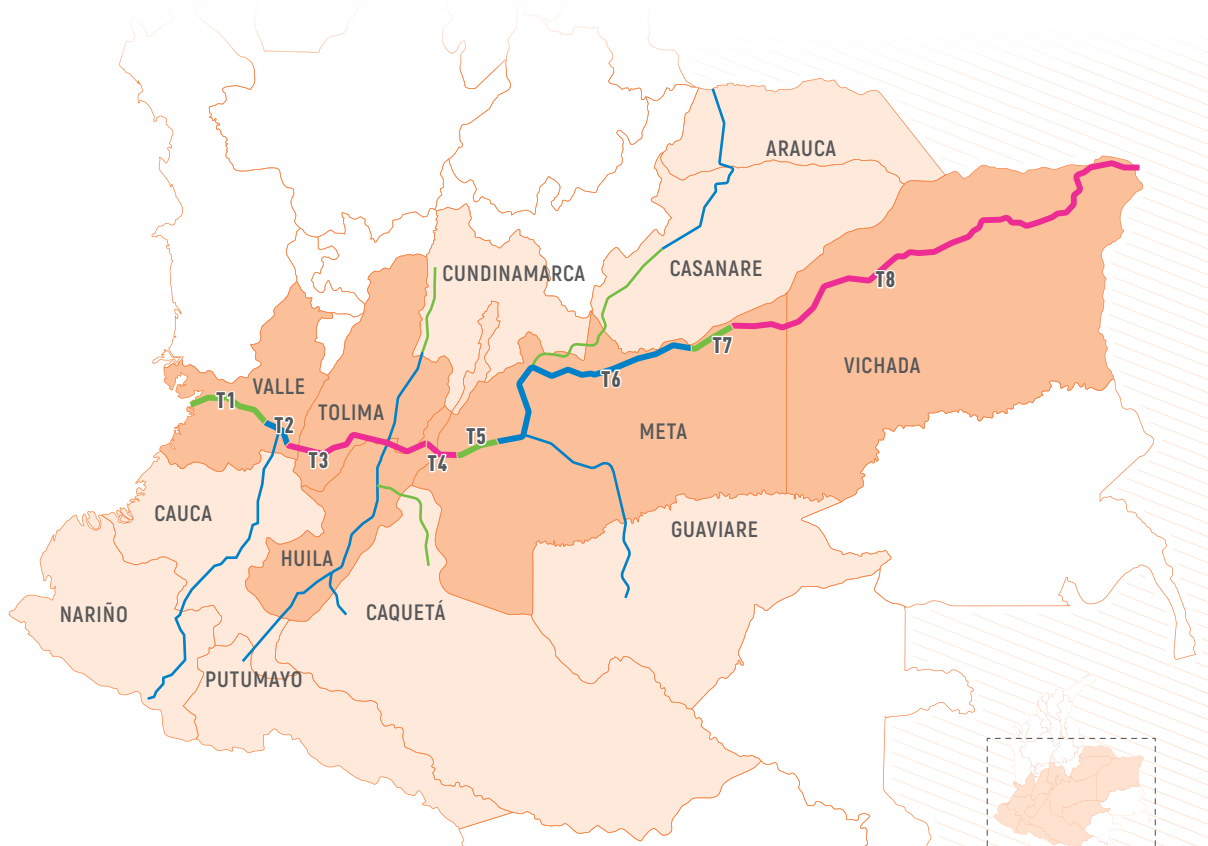 ARAUCA
CUNDINAMARCA
CASANARE
T8
T7
VICHADA
T6
VALLE
T1
TOLIMA
T2
META
T5
T3
T4
CAUCA
GUAVIARE
HUILA
NARIÑO
CAQUETÁ
PUTUMAYO